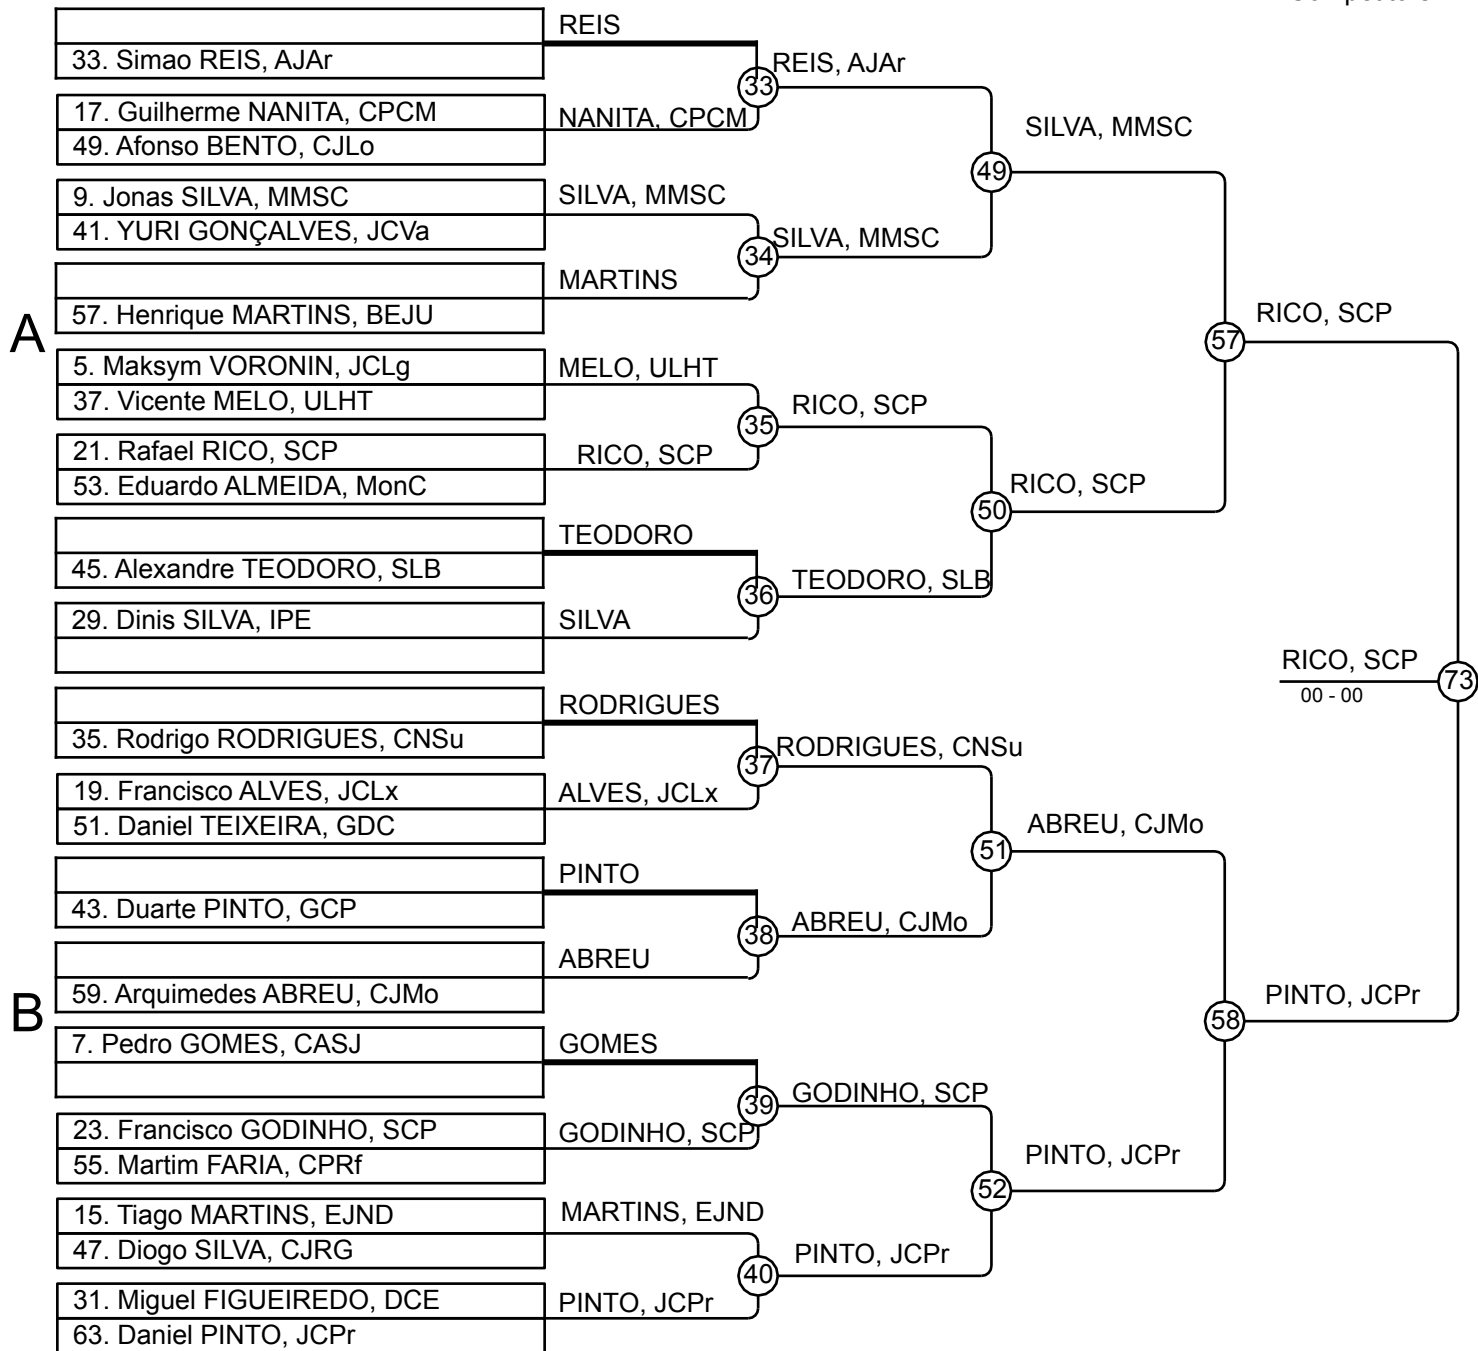 REIS
33. Simao REIS, AJAr
REIS, AJAr
33
17. Guilherme NANITA, CPCM
NANITA, CPCM
49. Afonso BENTO, CJLo
SILVA, MMSC
49
9. Jonas SILVA, MMSC
SILVA, MMSC
41. YURI GONÇALVES, JCVa
SILVA, MMSC
34
MARTINS
57. Henrique MARTINS, BEJU
A
RICO, SCP
57
5. Maksym VORONIN, JCLg
MELO, ULHT
37. Vicente MELO, ULHT
RICO, SCP
35
21. Rafael RICO, SCP
RICO, SCP
53. Eduardo ALMEIDA, MonC
RICO, SCP
50
TEODORO
45. Alexandre TEODORO, SLB
TEODORO, SLB
36
29. Dinis SILVA, IPE
SILVA
RICO, SCP
73
00 - 00
RODRIGUES
35. Rodrigo RODRIGUES, CNSu
RODRIGUES, CNSu
37
19. Francisco ALVES, JCLx
ALVES, JCLx
51. Daniel TEIXEIRA, GDC
ABREU, CJMo
51
PINTO
43. Duarte PINTO, GCP
ABREU, CJMo
38
ABREU
59. Arquimedes ABREU, CJMo
B
PINTO, JCPr
58
7. Pedro GOMES, CASJ
GOMES
GODINHO, SCP
39
23. Francisco GODINHO, SCP
GODINHO, SCP
55. Martim FARIA, CPRf
PINTO, JCPr
52
15. Tiago MARTINS, EJND
MARTINS, EJND
47. Diogo SILVA, CJRG
PINTO, JCPr
40
31. Miguel FIGUEIREDO, DCE
PINTO, JCPr
63. Daniel PINTO, JCPr